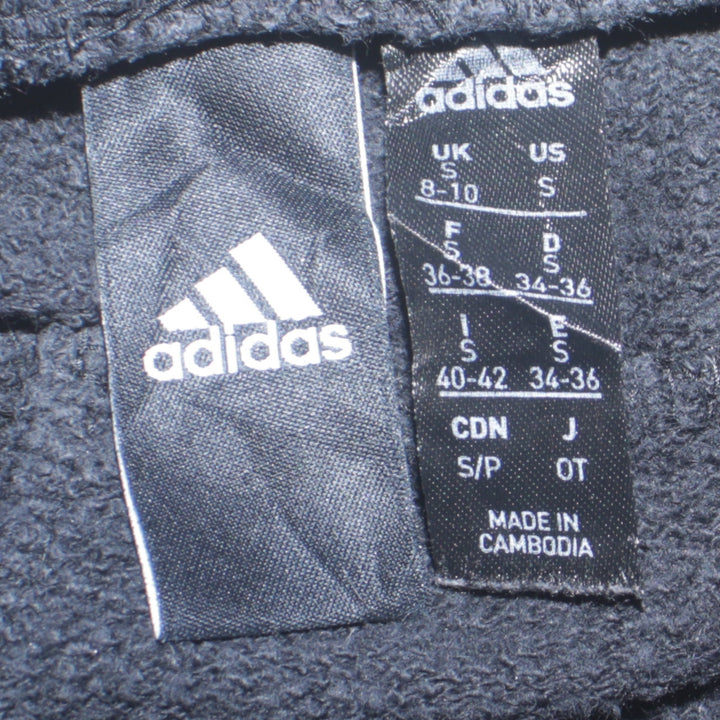 adidas
adidas
UK US
S S
8-10
F D
S S
36-38 34-36
I E
S S
40-42 34-36
CDN J
S/P OT
MADE IN
CAMBODIA